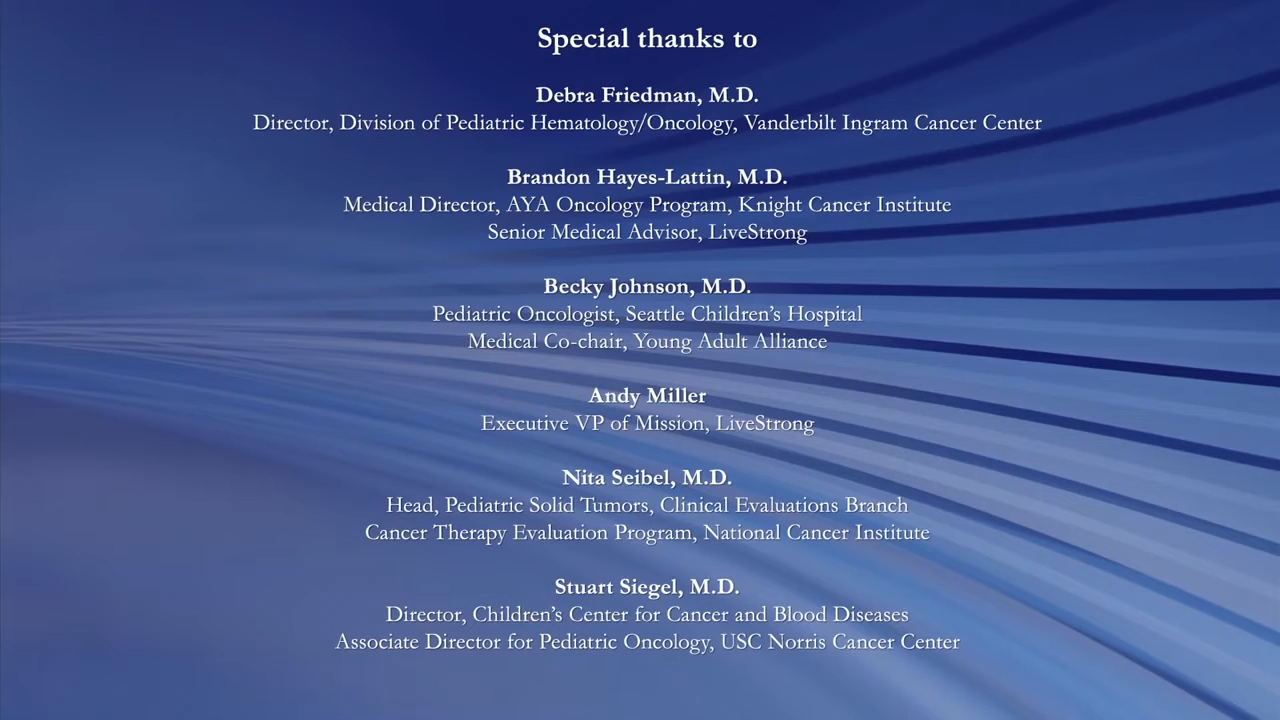 Special thanks to
Debra Friedman, M.D.
Director, Division of Pediatric Hematology/Oncology, Vanderbilt Ingram Cancer Center
Brandon Hayes-Lattin, M.D.
Medical Director, AYA Oncology Program, Knight Cancer Institute
Senior Medical Advisor, LiveStrong
Becky Johnson, M.D.
Pediatric Oncologist, Seattle Children’s Hospital
Medical Co-chair, Young Adult Alliance
Andy Miller
Executive VP of Mission, LiveStrong
Nita Seibel, M.D.
Head, Pediatric Solid Tumors, Clinical Evaluations Branch
Cancer Therapy Evaluation Program, National Cancer Institute
Stuart Siegel, M.D.
Director, Children’s Center for Cancer and Blood Diseases
Associate Director for Pediatric Oncology, USC Norris Cancer Center